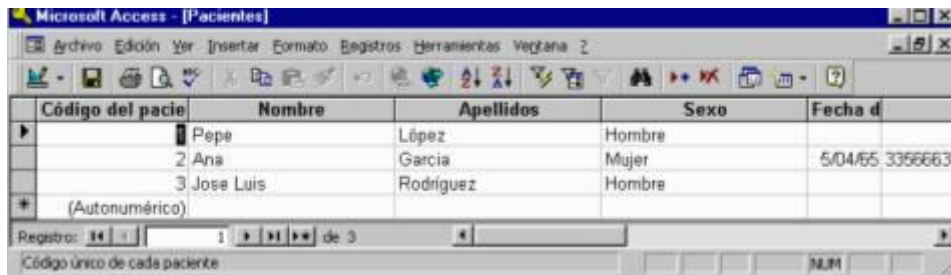 Microsoft Access - [Pacientes]
Archivo Edición Ver Insertar Formato Registros Herramientas Ventana ?
Código del pacie Nombre Apellidos Sexo Fecha d
1 Pepe López Hombre
2 Ana Garcia Mujer 5/04/65 3356663
3 Jose Luis Rodríguez Hombre
(Autonumérico)
Registro: 1 de 3
Código único de cada paciente NUM